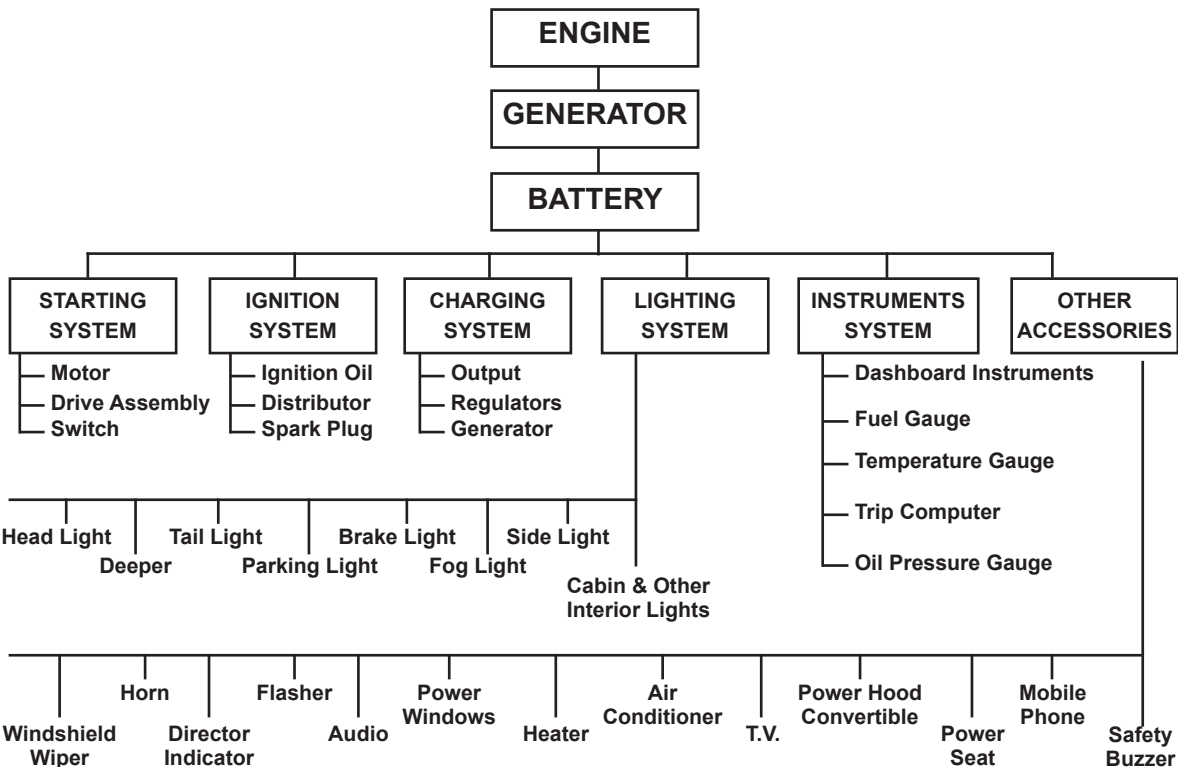 ENGINE
GENERATOR
BATTERY
STARTING
SYSTEM
IGNITION
SYSTEM
CHARGING
SYSTEM
LIGHTING
SYSTEM
INSTRUMENTS
SYSTEM
OTHER
ACCESSORIES
Motor
Drive Assembly
Switch
Ignition Oil
Distributor
Spark Plug
Output
Regulators
Generator
Dashboard Instruments
Fuel Gauge
Temperature Gauge
Trip Computer
Oil Pressure Gauge
Head Light
Deeper
Tail Light
Parking Light
Brake Light
Fog Light
Side Light
Cabin & Other
Interior Lights
Windshield
Wiper
Horn
Director
Indicator
Flasher
Audio
Power
Windows
Heater
Air
Conditioner
T.V.
Power Hood
Convertible
Power
Seat
Mobile
Phone
Safety
Buzzer